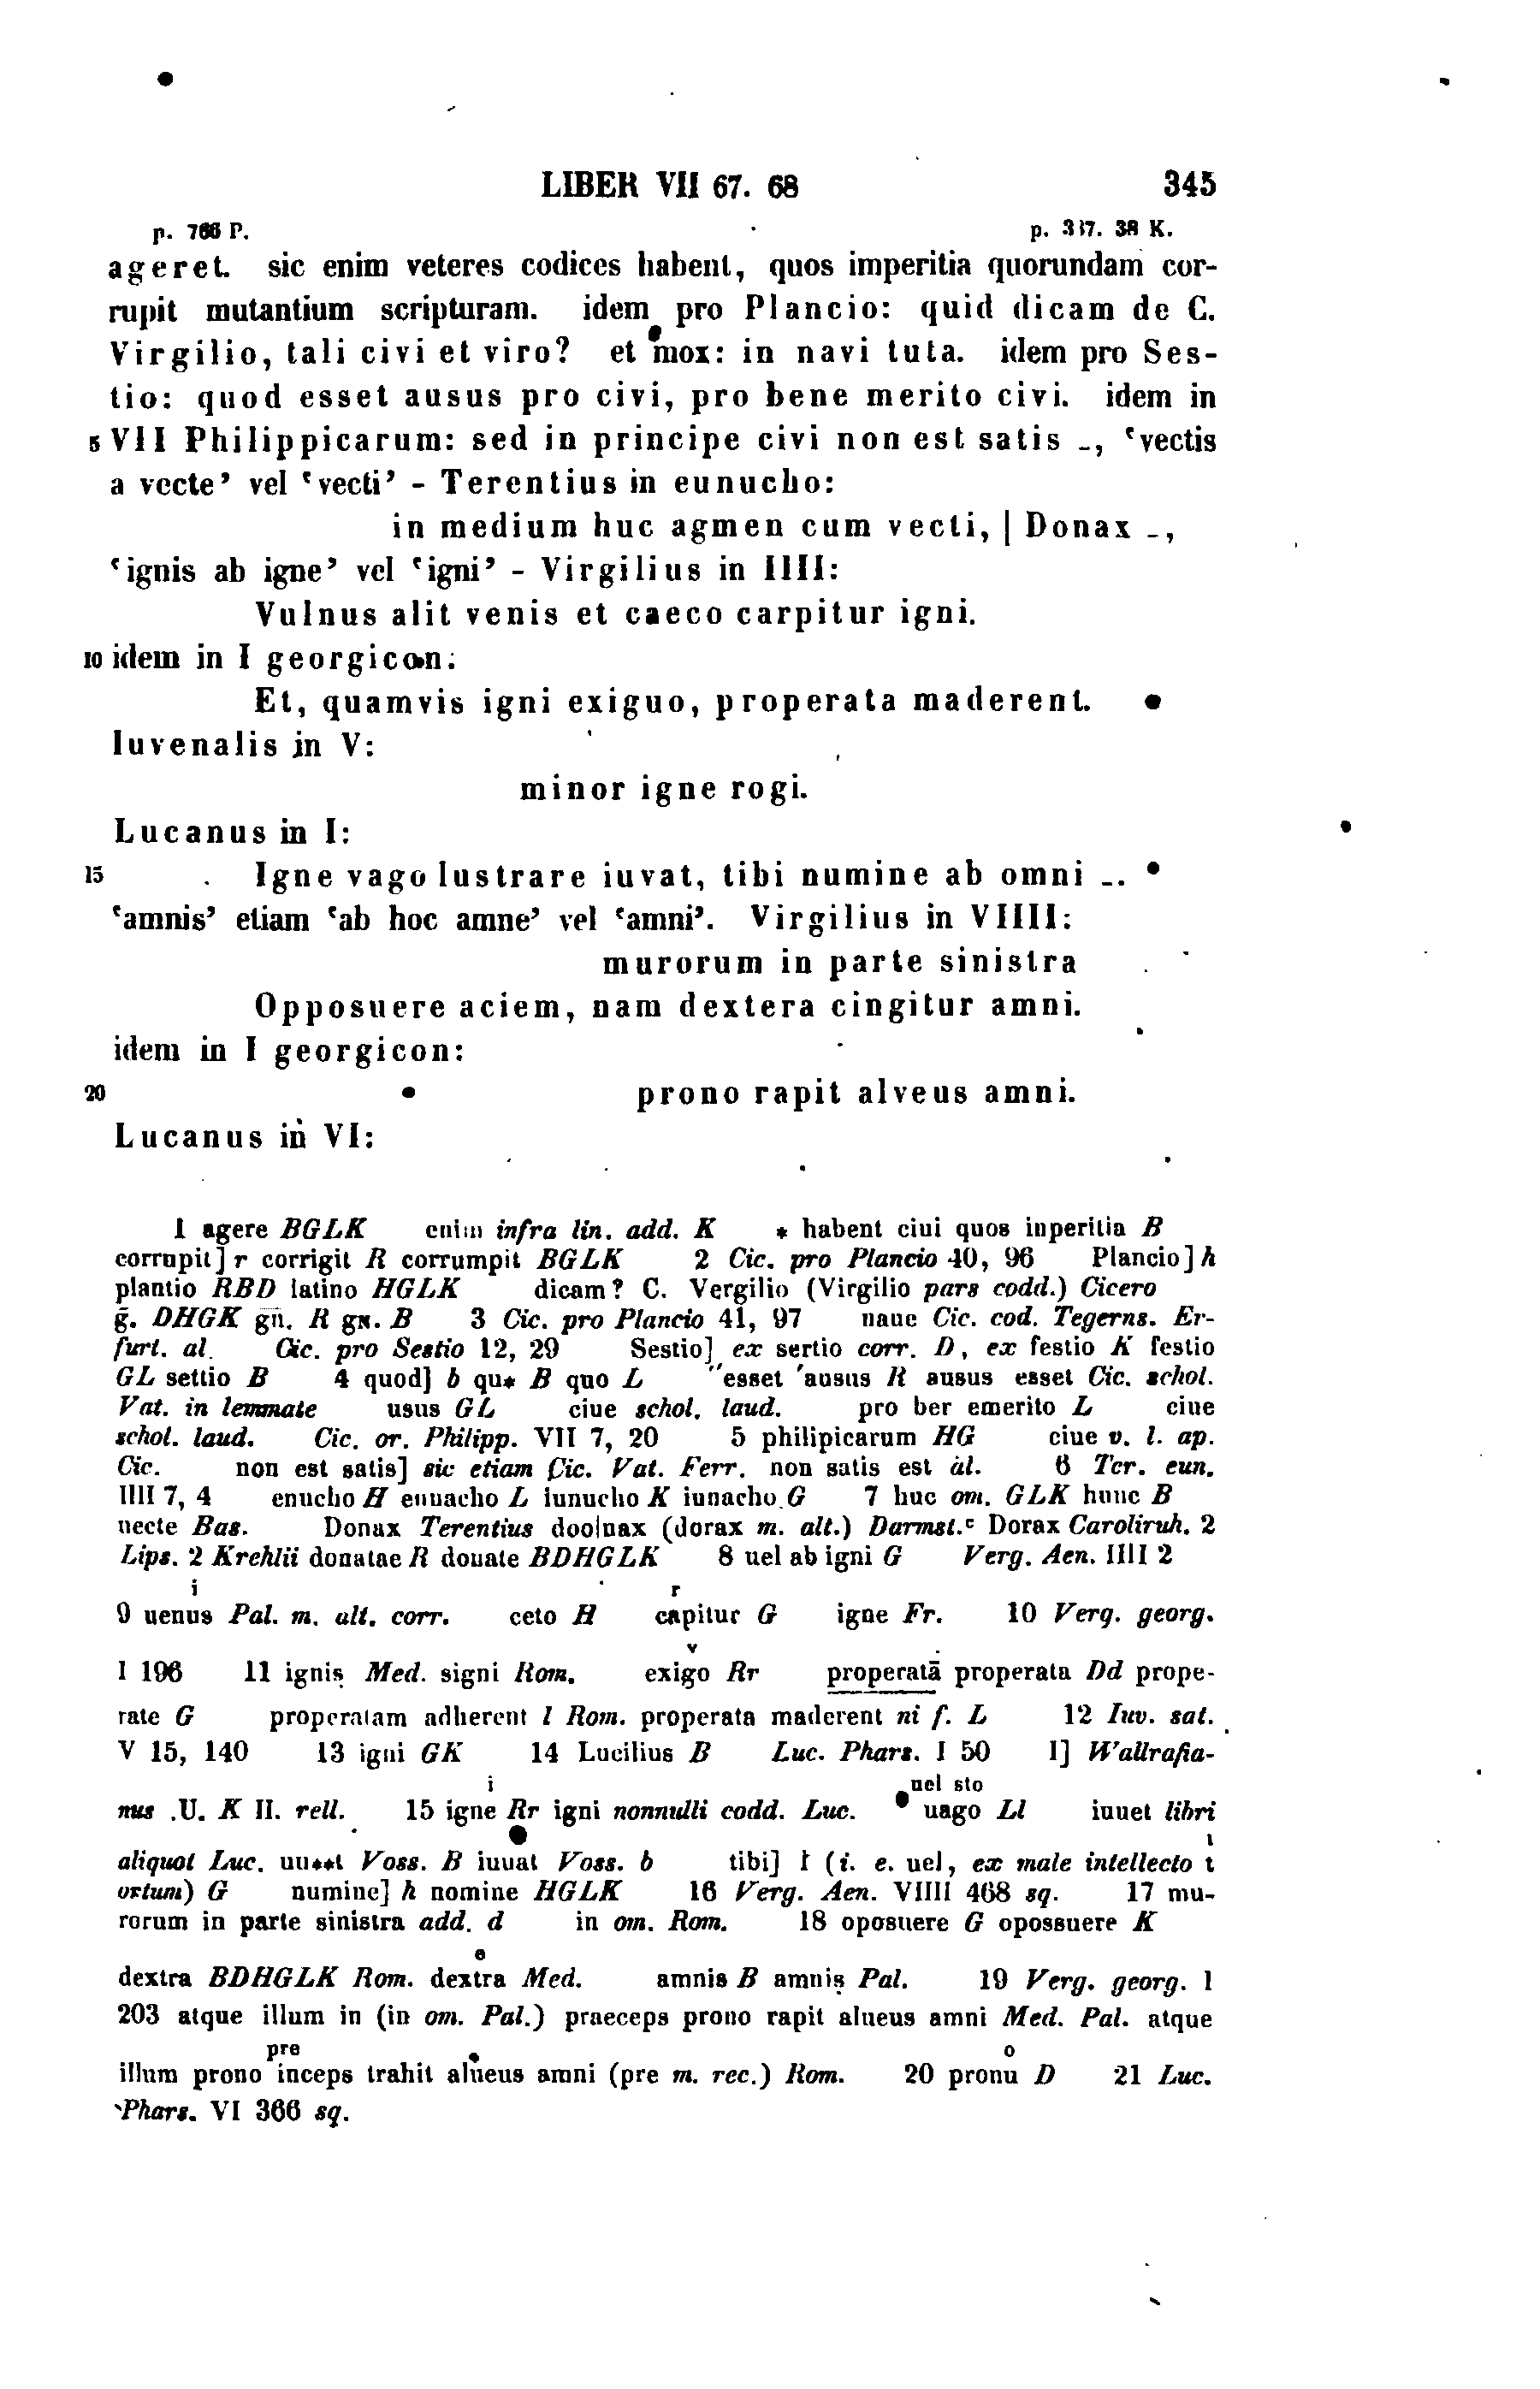 LIBER VII 67. 68 345
p. 766 P. p. 337. 38 K.
ageret. sic enim veteres codices habent, quos imperitia quorundam cor-
rupit mutantium scripturam. idem pro Plancio: quid dicam de C.
Virgilio, tali civi et viro? et mox: in navi tuta. idem pro Ses-
tio: quod esset ausus pro civi, pro bene merito civi. idem in
5 VII Philippicarum: sed in principe civi non est satis _, ‘vectis
a vecte’ vel ‘vecti’ - Terentius in eunucho:
in medium huc agmen cum vecti, | Donax _,
‘ignis ab igne’ vel ‘igni’ - Virgilius in IIII:
Vulnus alit venis et caeco carpitur igni.
10 idem in I georgicon:
Et, quamvis igni exiguo, properata maderent.
Iuvenalis in V:
minor igne rogi.
Lucanus in I:
15 Igne vago lustrare iuvat, tibi numine ab omni _.
‘amnis’ etiam ‘ab hoc amne’ vel ‘amni’. Virgilius in VIIII:
murorum in parte sinistra
Opposuere aciem, nam dextera cingitur amni.
idem in I georgicon:
20 prono rapit alveus amni.
Lucanus in VI:
1 agere BGLK enim infra lin. add. K * habent ciui quos inperitia B
corrupit] r corrigit R corrumpit BGLK 2 Cic. pro Plancio 40, 96 Plancio] h
plantio RBD latino HGLK dicam? C. Vergilio (Virgilio pars codd.) Cicero
g̅. DHGK gn̅. R gɴ. B 3 Cic. pro Plancio 41, 97 naue Cic. cod. Tegerns. Er-
furt. al. Cic. pro Sestio 12, 29 Sestio] ex sertio corr. D, ex festio K festio
GL settio B 4 quod] b qu* B quo L ''esset 'ausus R ausus esset Cic. schol.
Vat. in lemmate usus GL ciue schol. laud. pro ber emerito L ciue
schol. laud. Cic. or. Philipp. VII 7, 20 5 philipicarum HG ciue v. l. ap.
Cic. non est satis] sic etiam Cic. Vat. Ferr. non satis est al. 6 Ter. eun.
IIII 7, 4 enucho H enuacho L iunucho K iunacho G 7 huc om. GLK hunc B
uecte Bas. Donax Terentius doo|nax (dorax m. alt.) Darmst.c Dorax Caroliruh. 2
Lips. 2 Krehlii donatae R donate BDHGLK 8 uel ab igni G Verg. Aen. IIII 2
i r
9 uenus Pal. m. alt. corr. ceto H capitur G igne Fr. 10 Verg. georg.
v
I 196 11 igniṣ Med. signi Rom. exigo Rr properatā properata Dd prope-
rate G properatam adherent l Rom. properata maderent ni f. L 12 Iuv. sat.
V 15, 140 13 igni GK 14 Lucilius B Luc. Phars. I 50 I] Wallrafia-
i uel sto
nus .U. K II. rell. 15 igne Rr igni nonnulli codd. Luc. uago Ll iuuet libri
ı
aliquot Luc. uu**t Voss. B iuuat Voss. b tibi] ł (i. e. uel, ex male intellecto t
ortum) G numine] h nomine HGLK 16 Verg. Aen. VIIII 468 sq. 17 mu-
rorum in parte sinistra add. d in om. Rom. 18 oposuere G opossuere K
e
dextra BDHGLK Rom. dextra Med. amnis B amniṣ Pal. 19 Verg. georg. I
203 atque illum in (in om. Pal.) praeceps prono rapit alueus amni Med. Pal. atque
pre o
illum prono inceps trahit alueus amni (pre m. rec.) Rom. 20 pronu D 21 Luc.
Phars. VI 366 sq.